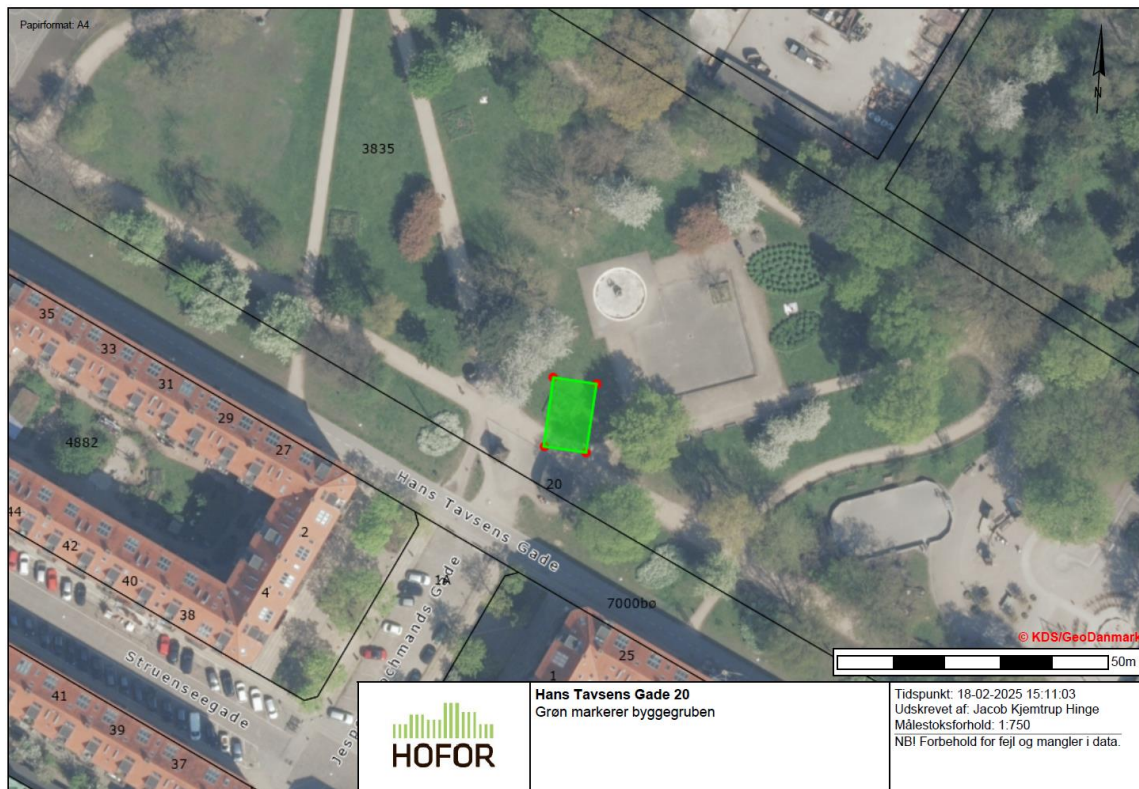 Papirformat: A4
N
3835
35
33
31
29
27
4882
2
4
44
42
40
38
20
Hans Tavsens Gade
1A
7000bø
25
1
Struenseegade
41
39
37
© KDS/GeoDanmark
50m
HOFOR
Hans Tavsens Gade 20
Grøn markerer byggegruben
Tidspunkt: 18-02-2025 15:11:03
Udskrevet af: Jacob Kjemtrup Hinge
Målestoksforhold: 1:750
NB! Forbehold for fejl og mangler i data.